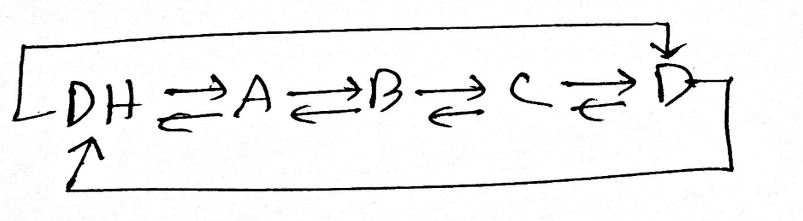 DH ⇄ A ⇄ B ⇄ C ⇄ D